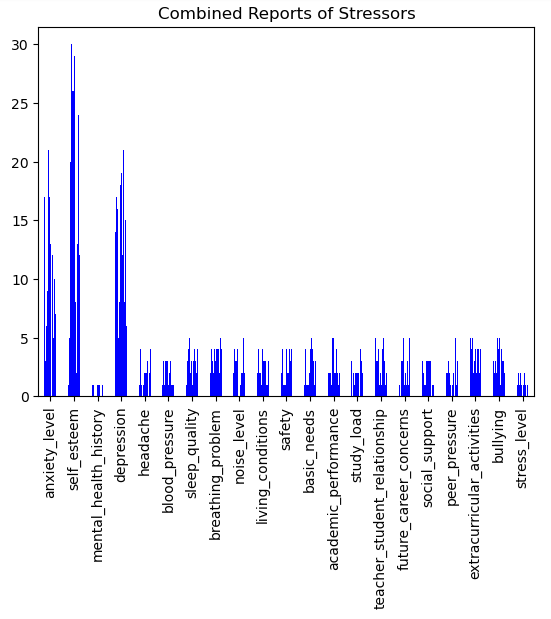 Combined Reports of Stressors
30
25
20
15
10
5
0
anxiety_level
self_esteem
mental_health_history
depression
headache
blood_pressure
sleep_quality
breathing_problem
noise_level
living_conditions
safety
basic_needs
academic_performance
study_load
teacher_student_relationship
future_career_concerns
social_support
peer_pressure
extracurricular_activities
bullying
stress_level